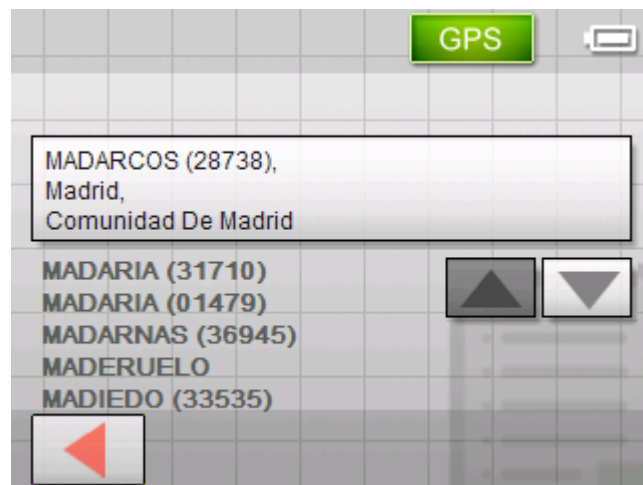 GPS
MADARCOS (28738),
Madrid,
Comunidad De Madrid
MADARIA (31710)
MADARIA (01479)
MADARNAS (36945)
MADERUELO
MADIEDO (33535)